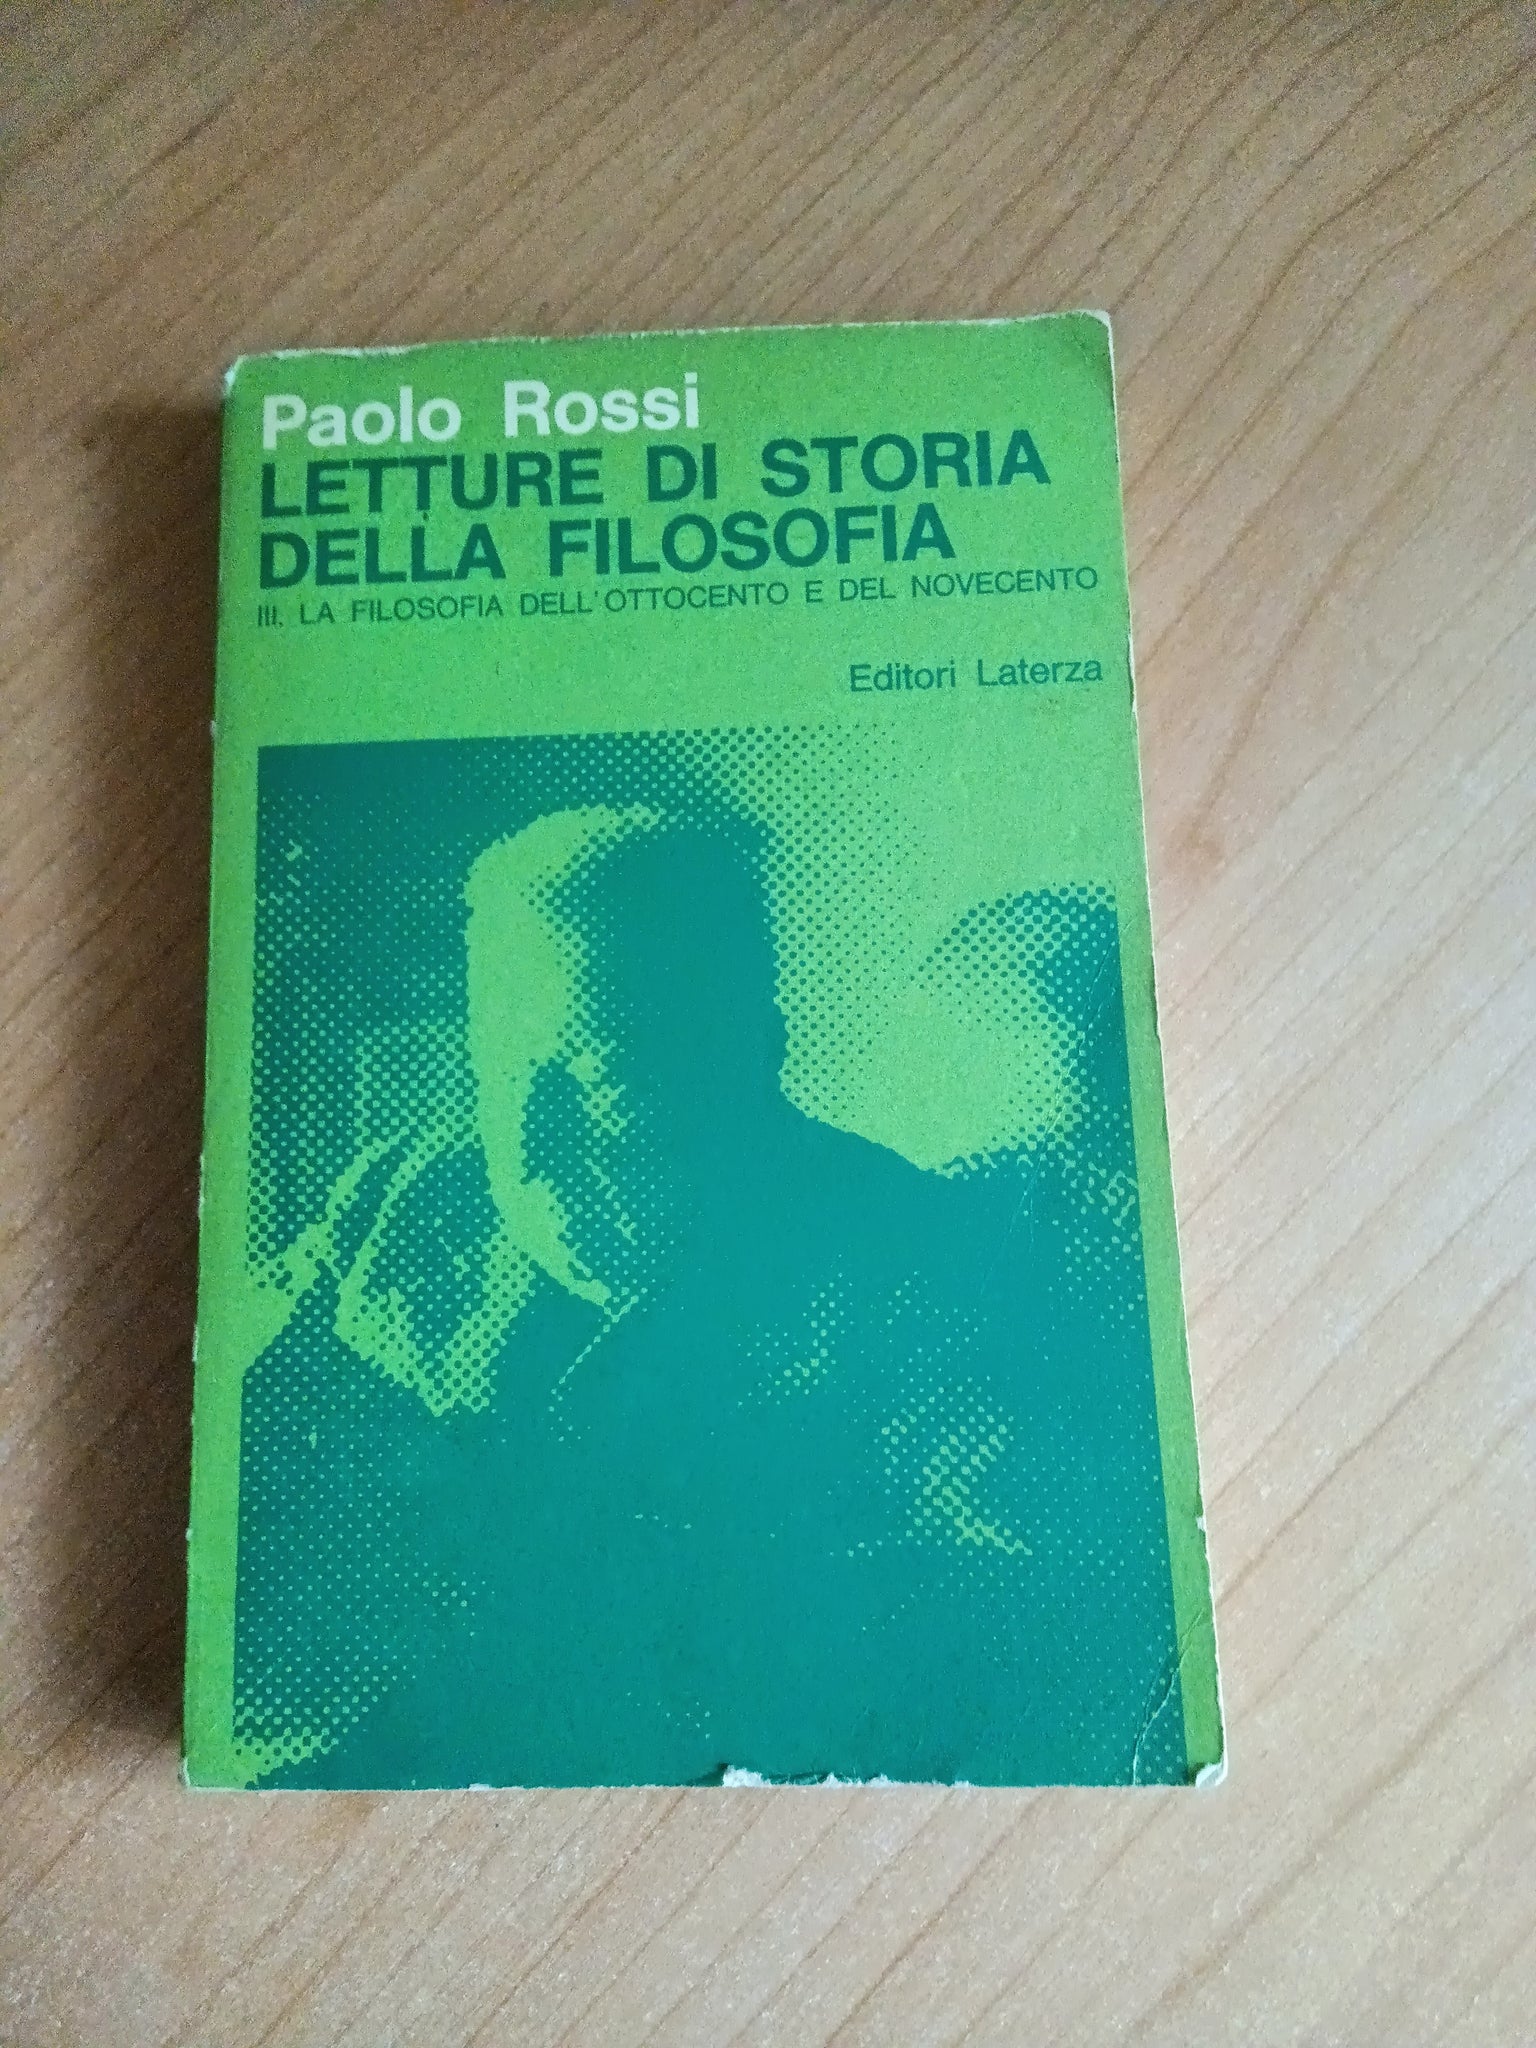 Paolo Rossi
LETTURE DI STORIA
DELLA FILOSOFIA
III. LA FILOSOFIA DELL'OTTOCENTO E DEL NOVECENTO
Editori Laterza